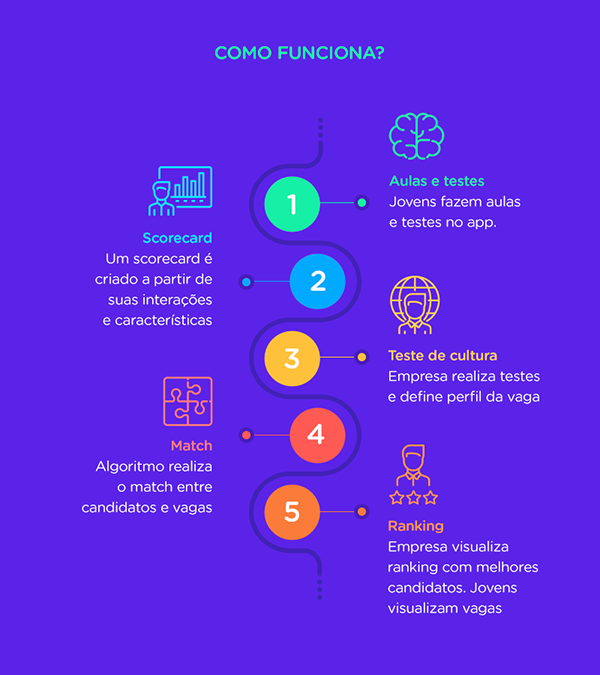 COMO FUNCIONA?
1
Aulas e testes
Jovens fazem aulas
e testes no app.
2
Scorecard
Um scorecard é
criado a partir de
suas interações
e características
3
Teste de cultura
Empresa realiza testes
e define perfil da vaga
4
Match
Algoritmo realiza
o match entre
candidatos e vagas
5
Ranking
Empresa visualiza
ranking com melhores
candidatos. Jovens
visualizam vagas